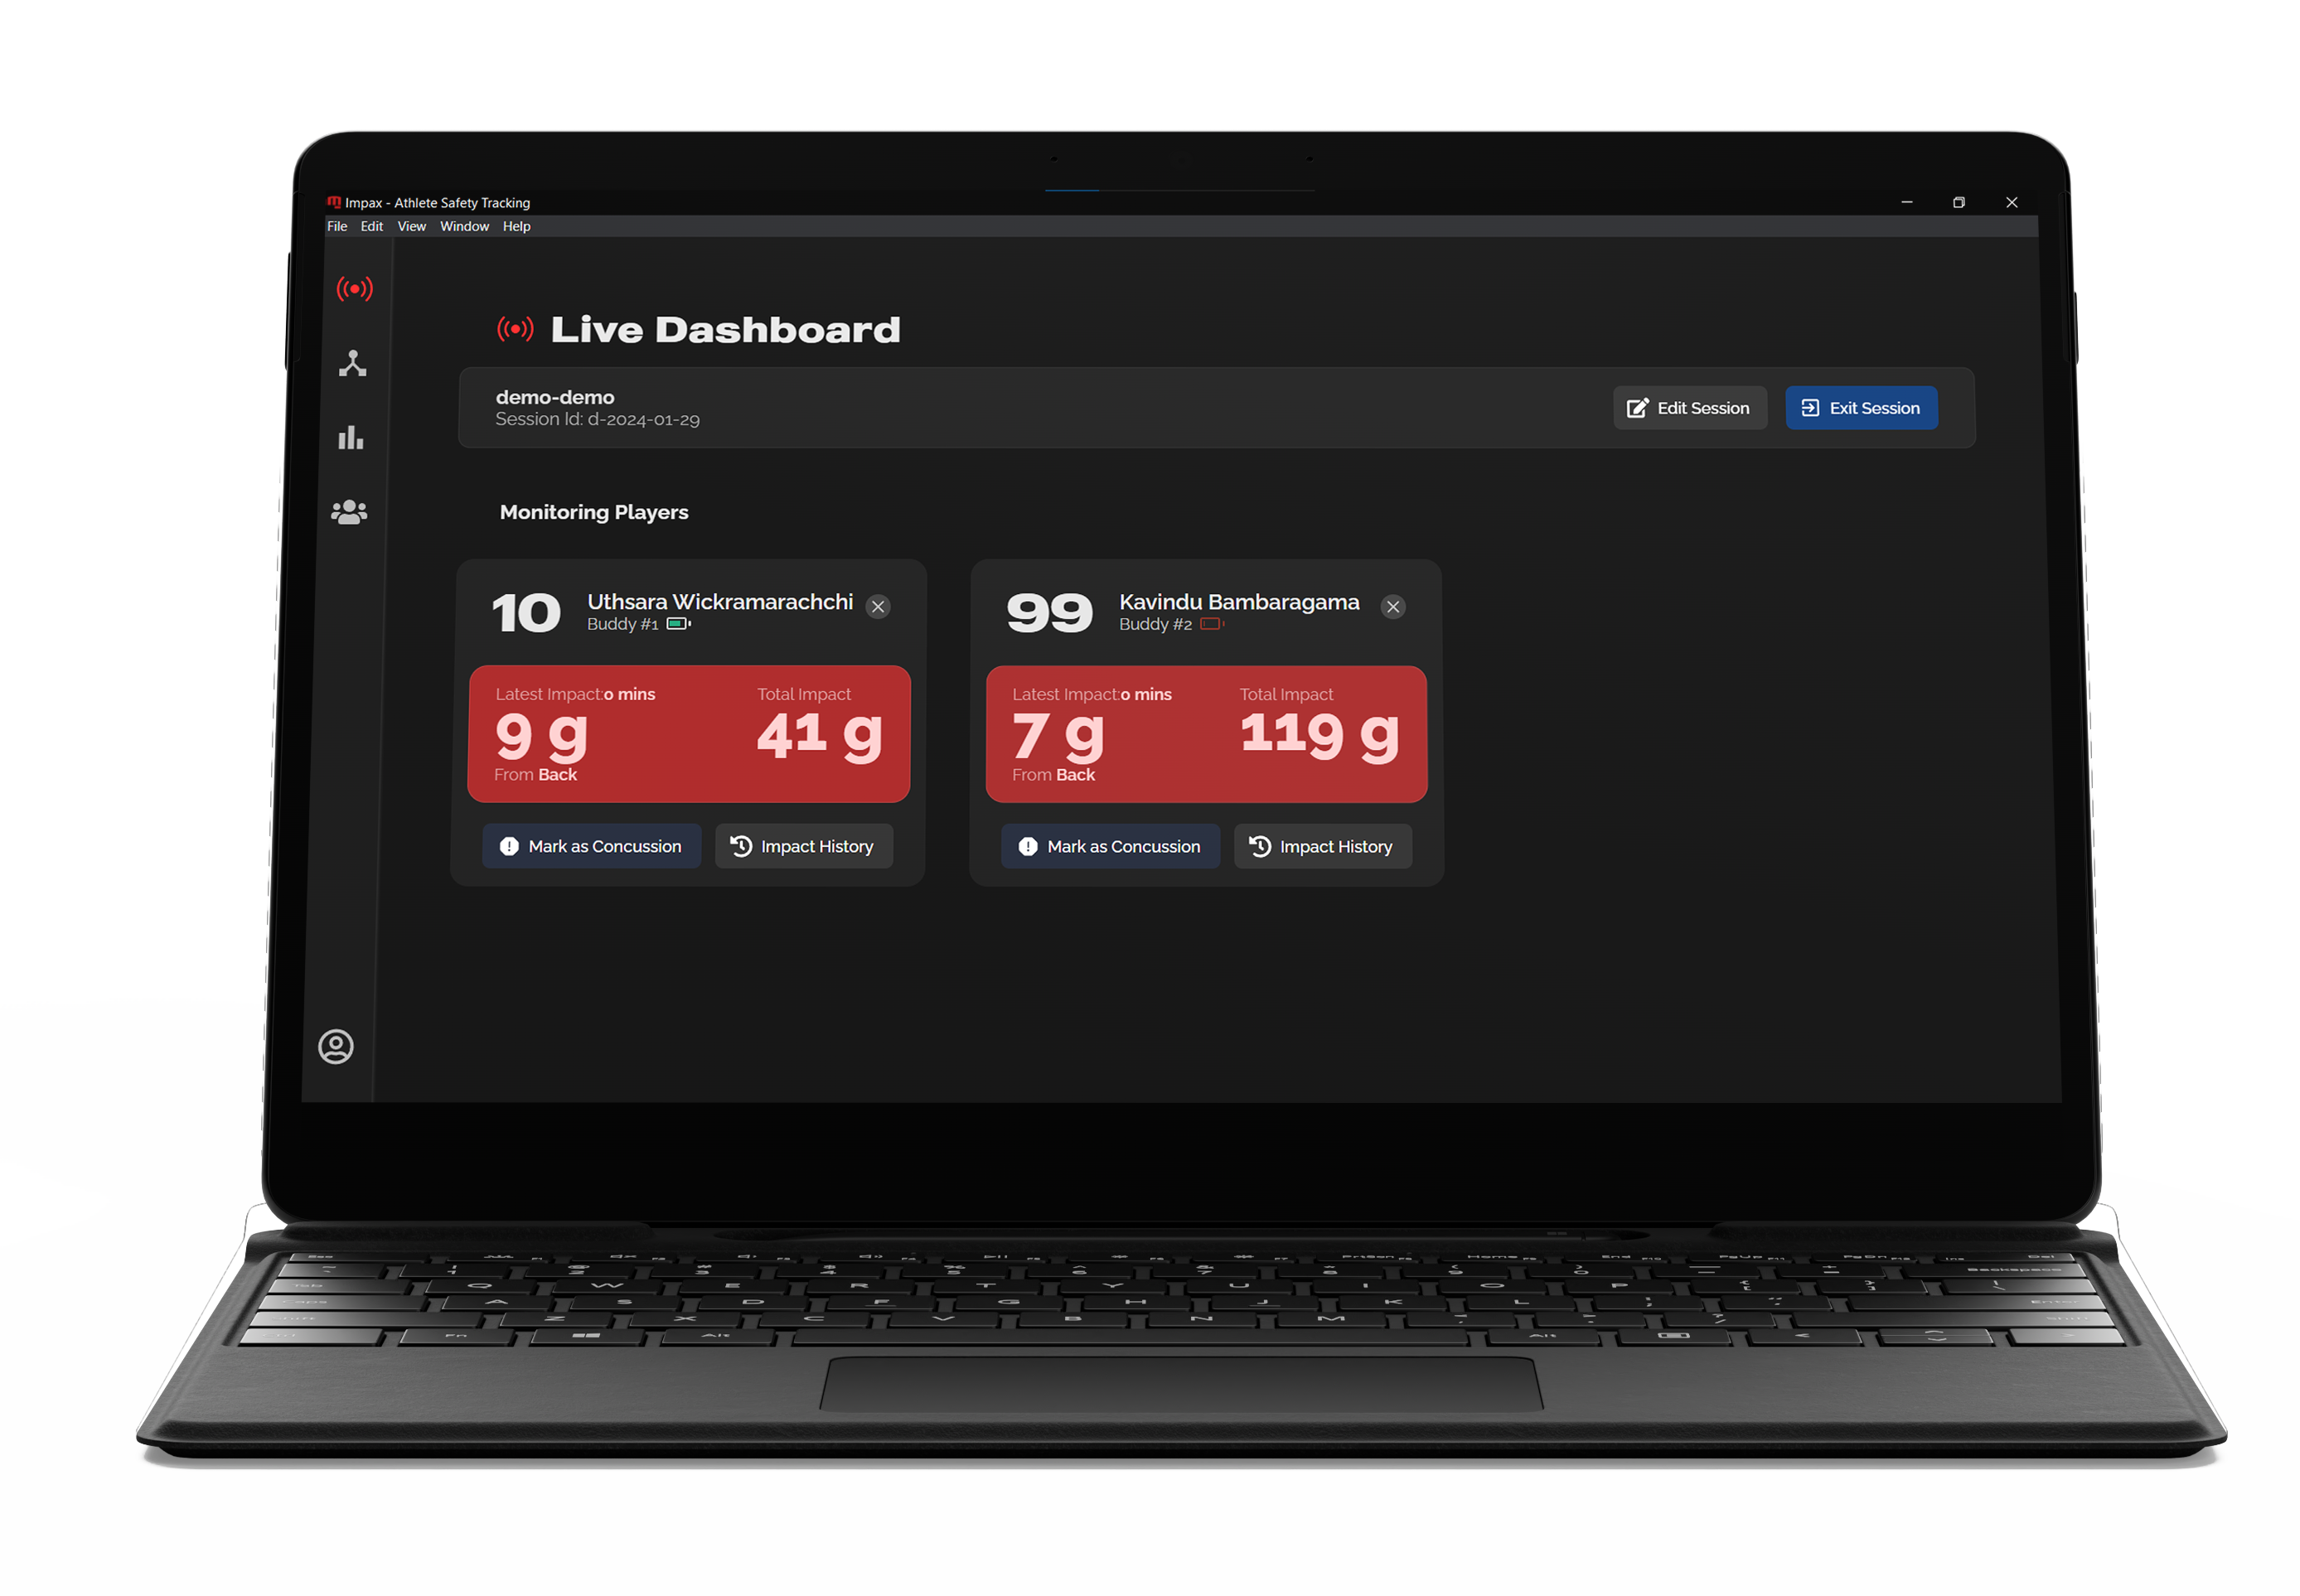 Impax - Athlete Safety Tracking
File Edit View Window Help
Live Dashboard
demo-demo
Session Id: d-2024-01-29
Edit Session
Exit Session
Monitoring Players
10
Uthsara Wickramarachchi
Buddy #1
Latest Impact:0 mins
9 g
From Back
Total Impact
41 g
Mark as Concussion
Impact History
99
Kavindu Bambaragama
Buddy #2
Latest Impact:0 mins
7 g
From Back
Total Impact
119 g
Mark as Concussion
Impact History
Q W E R T Y U I O P
A S D F G H J K L
Z X C V B N M
Fn Alt Alt